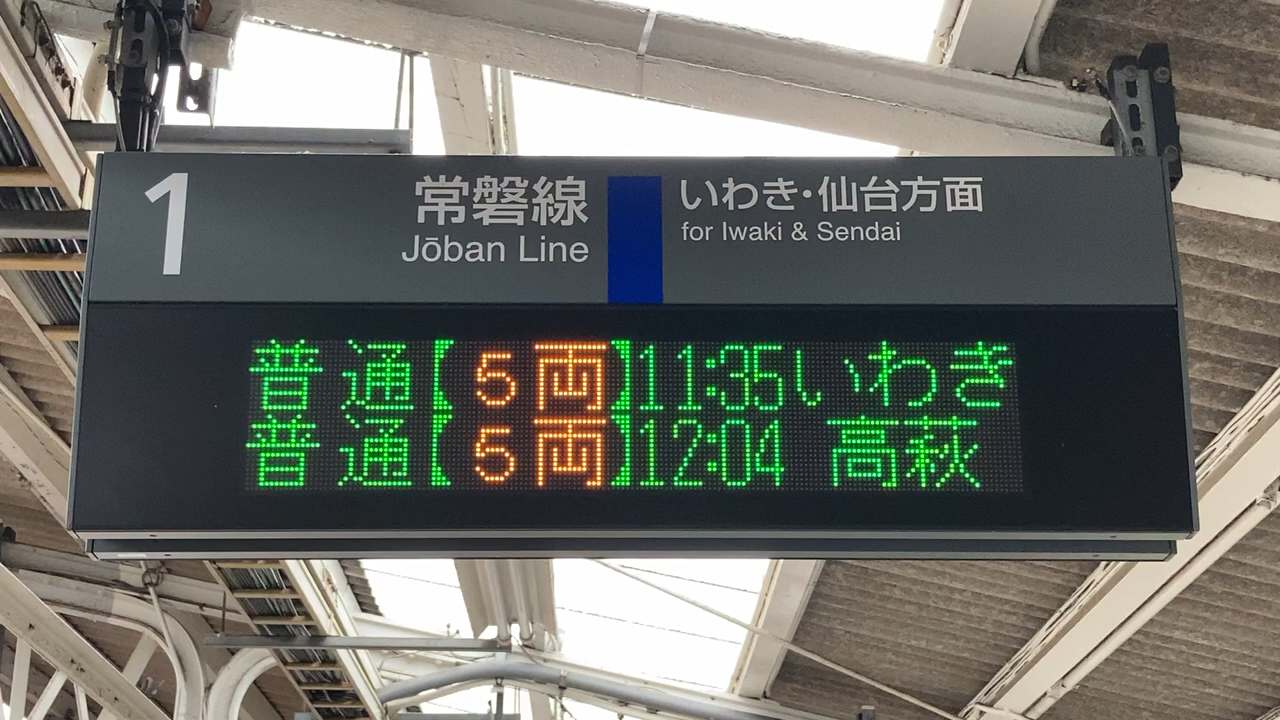 1
常磐線
Jōban Line
いわき・仙台方面
for Iwaki & Sendai
普通【5両】11:35いわき
普通【5両】12:04 高萩